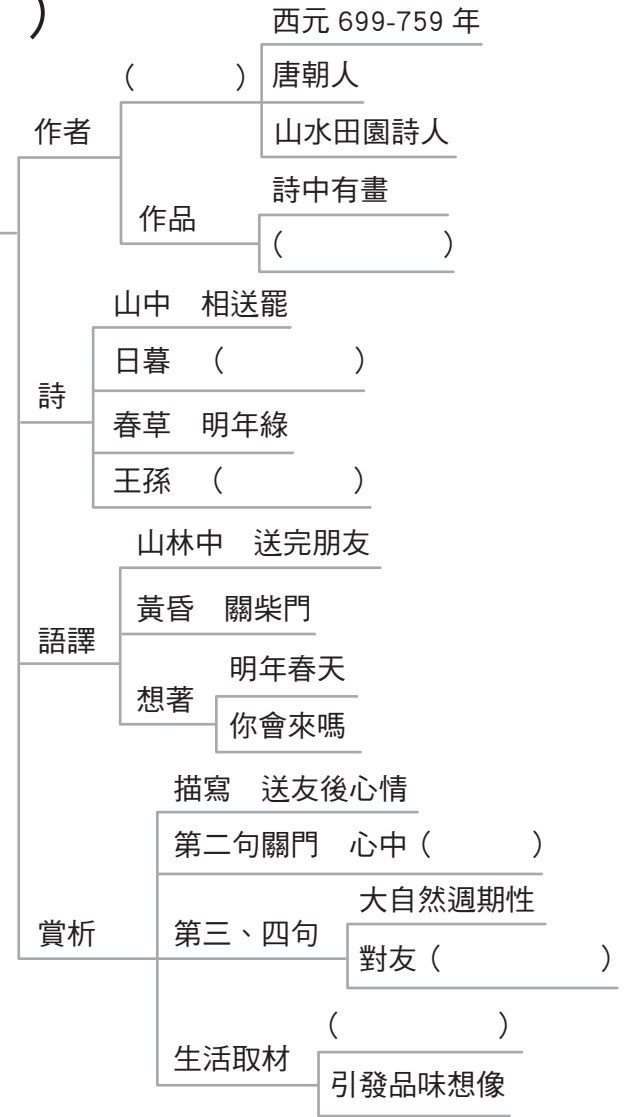 )
西元 699-759 年
(　　　) 唐朝人
作者
山水田園詩人
詩中有畫
作品
(　　　　　)
山中　相送罷
日暮　(　　　　)
詩
春草　明年綠
王孫　(　　　　)
山林中　送完朋友
黃昏　關柴門
語譯
明年春天
想著
你會來嗎
描寫　送友後心情
第二句關門　心中 (　　　)
大自然週期性
賞析
第三、四句
對友 (　　　　　)
(　　　　　)
生活取材
引發品味想像